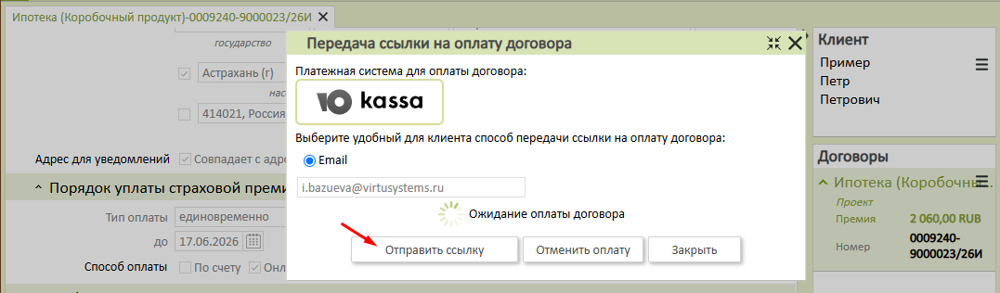 Ипотека (Коробочный продукт)-0009240-9000023/26И
государство
Астрахань (г)
нас
414021, Россия
Адрес для уведомлений
Совпадает с адре
Порядок уплаты страховой преми
Тип оплаты
единовременно
до
17.06.2026
Способ оплаты
По счету
Онл
Передача ссылки на оплату договора
Платежная система для оплаты договора:
Ю kassa
Выберите удобный для клиента способ передачи ссылки на оплату договора:
Email
i.bazueva@virtusystems.ru
Ожидание оплаты договора
Отправить ссылку
Отменить оплату
Закрыть
Клиент
Пример
Петр
Петрович
Договоры
Ипотека (Коробочны...
Проект
Премия
2 060,00 RUB
Номер
0009240-
9000023/26И